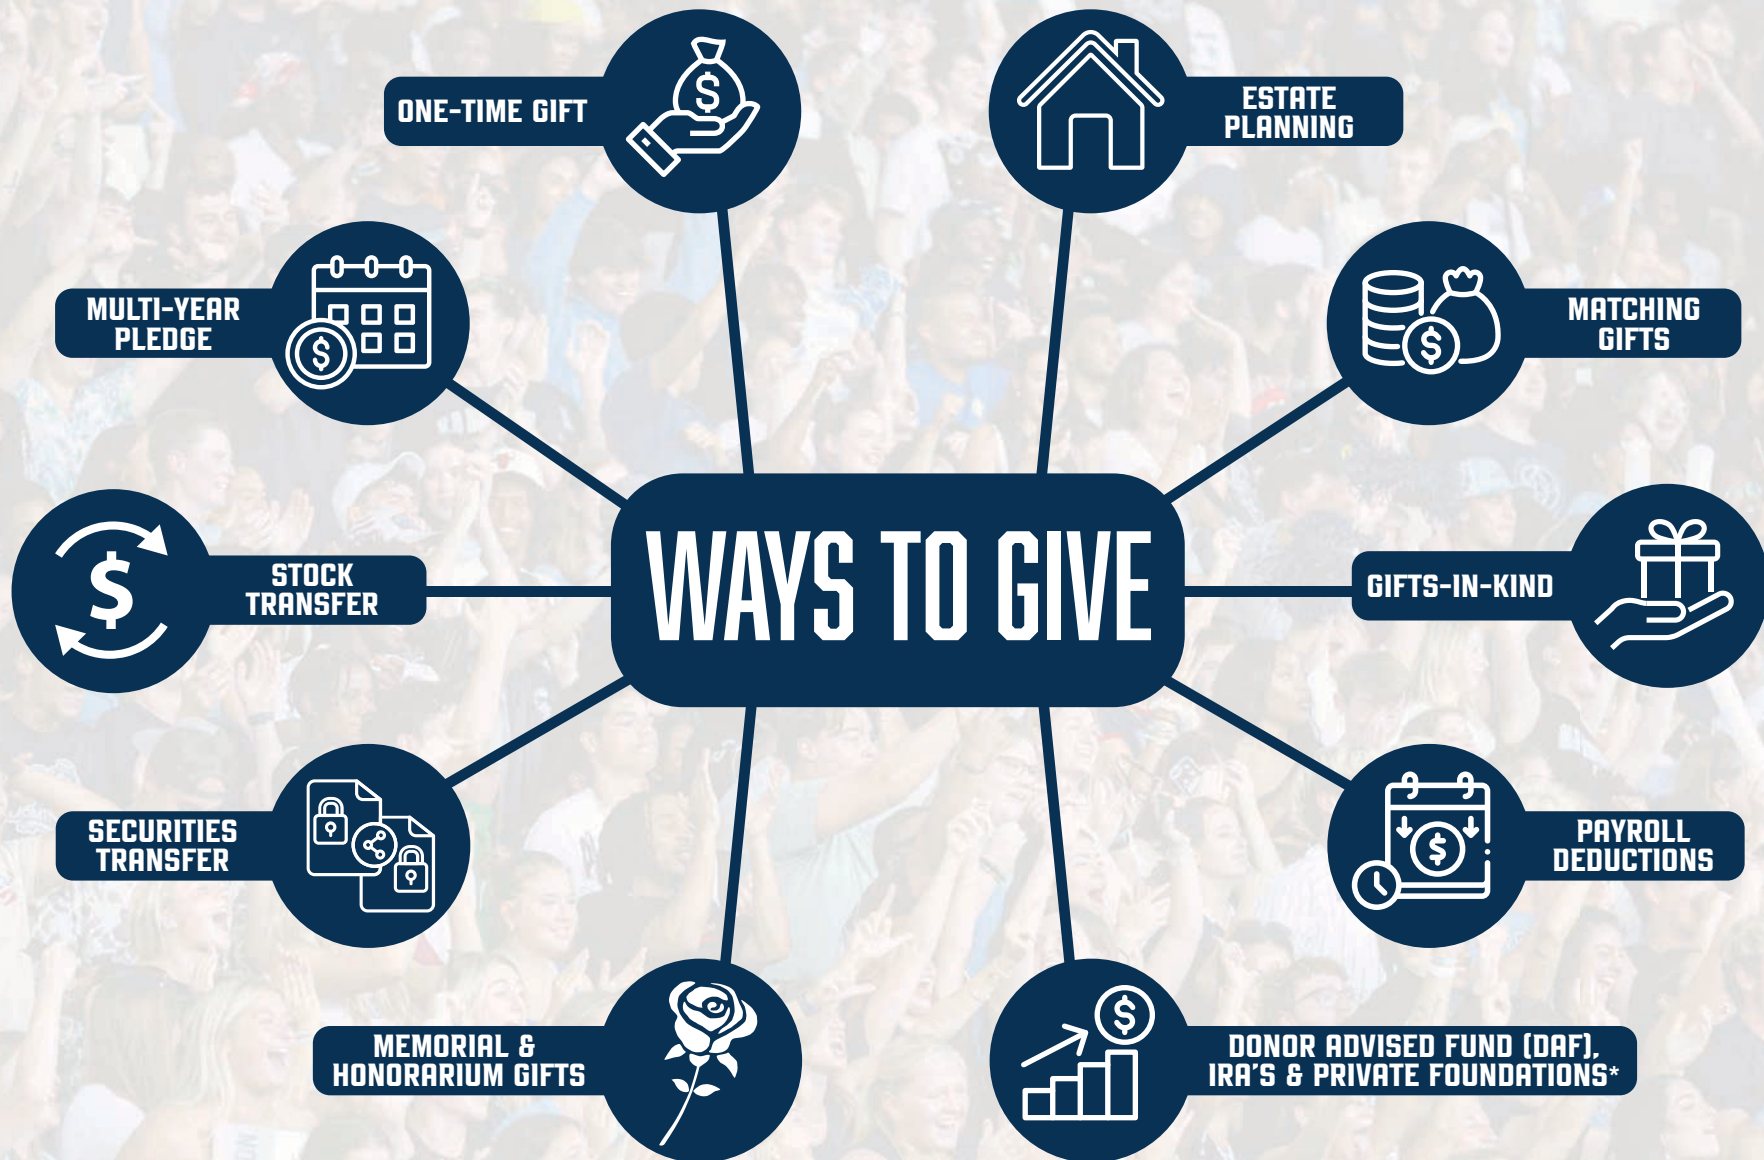 ONE-TIME GIFT
ESTATE
PLANNING
MULTI-YEAR
PLEDGE
MATCHING
GIFTS
WAYS TO GIVE
STOCK
TRANSFER
GIFTS-IN-KIND
SECURITIES
TRANSFER
PAYROLL
DEDUCTIONS
MEMORIAL &
HONORARIUM GIFTS
DONOR ADVISED FUND (DAF),
IRA'S & PRIVATE FOUNDATIONS*